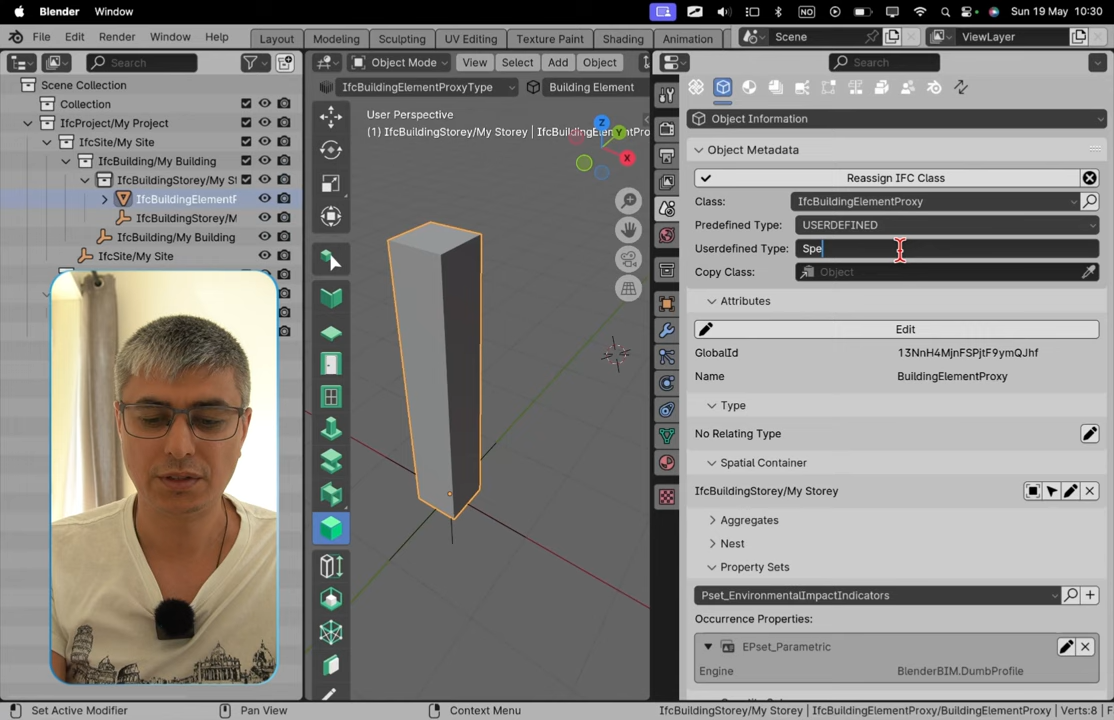 Blender
Window
NO
Sun 19 May 10:30
File
Edit
Render
Window
Help
Layout
Modeling
Sculpting
UV Editing
Texture Paint
Shading
Animation
Scene
ViewLayer
Search
Object Mode
View
Select
Add
Object
Search
Scene Collection
Collection
IfcProject/My Project
IfcSite/My Site
IfcBuilding/My Building
IfcBuildingStorey/My St
IfcBuildingElementF
IfcBuildingStorey/M
IfcBuilding/My Building
IfcSite/My Site
IfcBuildingElementProxyType
Building Element
User Perspective
(1) IfcBuildingStorey/My Storey | IfcBuildingElementPro
Z
Y
X
Object Information
Object Metadata
Reassign IFC Class
Class:
IfcBuildingElementProxy
Predefined Type:
USERDEFINED
Userdefined Type:
Spe
Copy Class:
Object
Attributes
Edit
GlobalId
13NnH4MjnFSPjtF9ymQJhf
Name
BuildingElementProxy
Type
No Relating Type
Spatial Container
IfcBuildingStorey/My Storey
Aggregates
Nest
Property Sets
Pset_EnvironmentalImpactIndicators
Occurrence Properties:
EPset_Parametric
Engine
BlenderBIM.DumbProfile
Set Active Modifier
Pan View
Context Menu
IfcBuildingStorey/My Storey | IfcBuildingElementProxy/BuildingElementProxy | Verts:8 | F